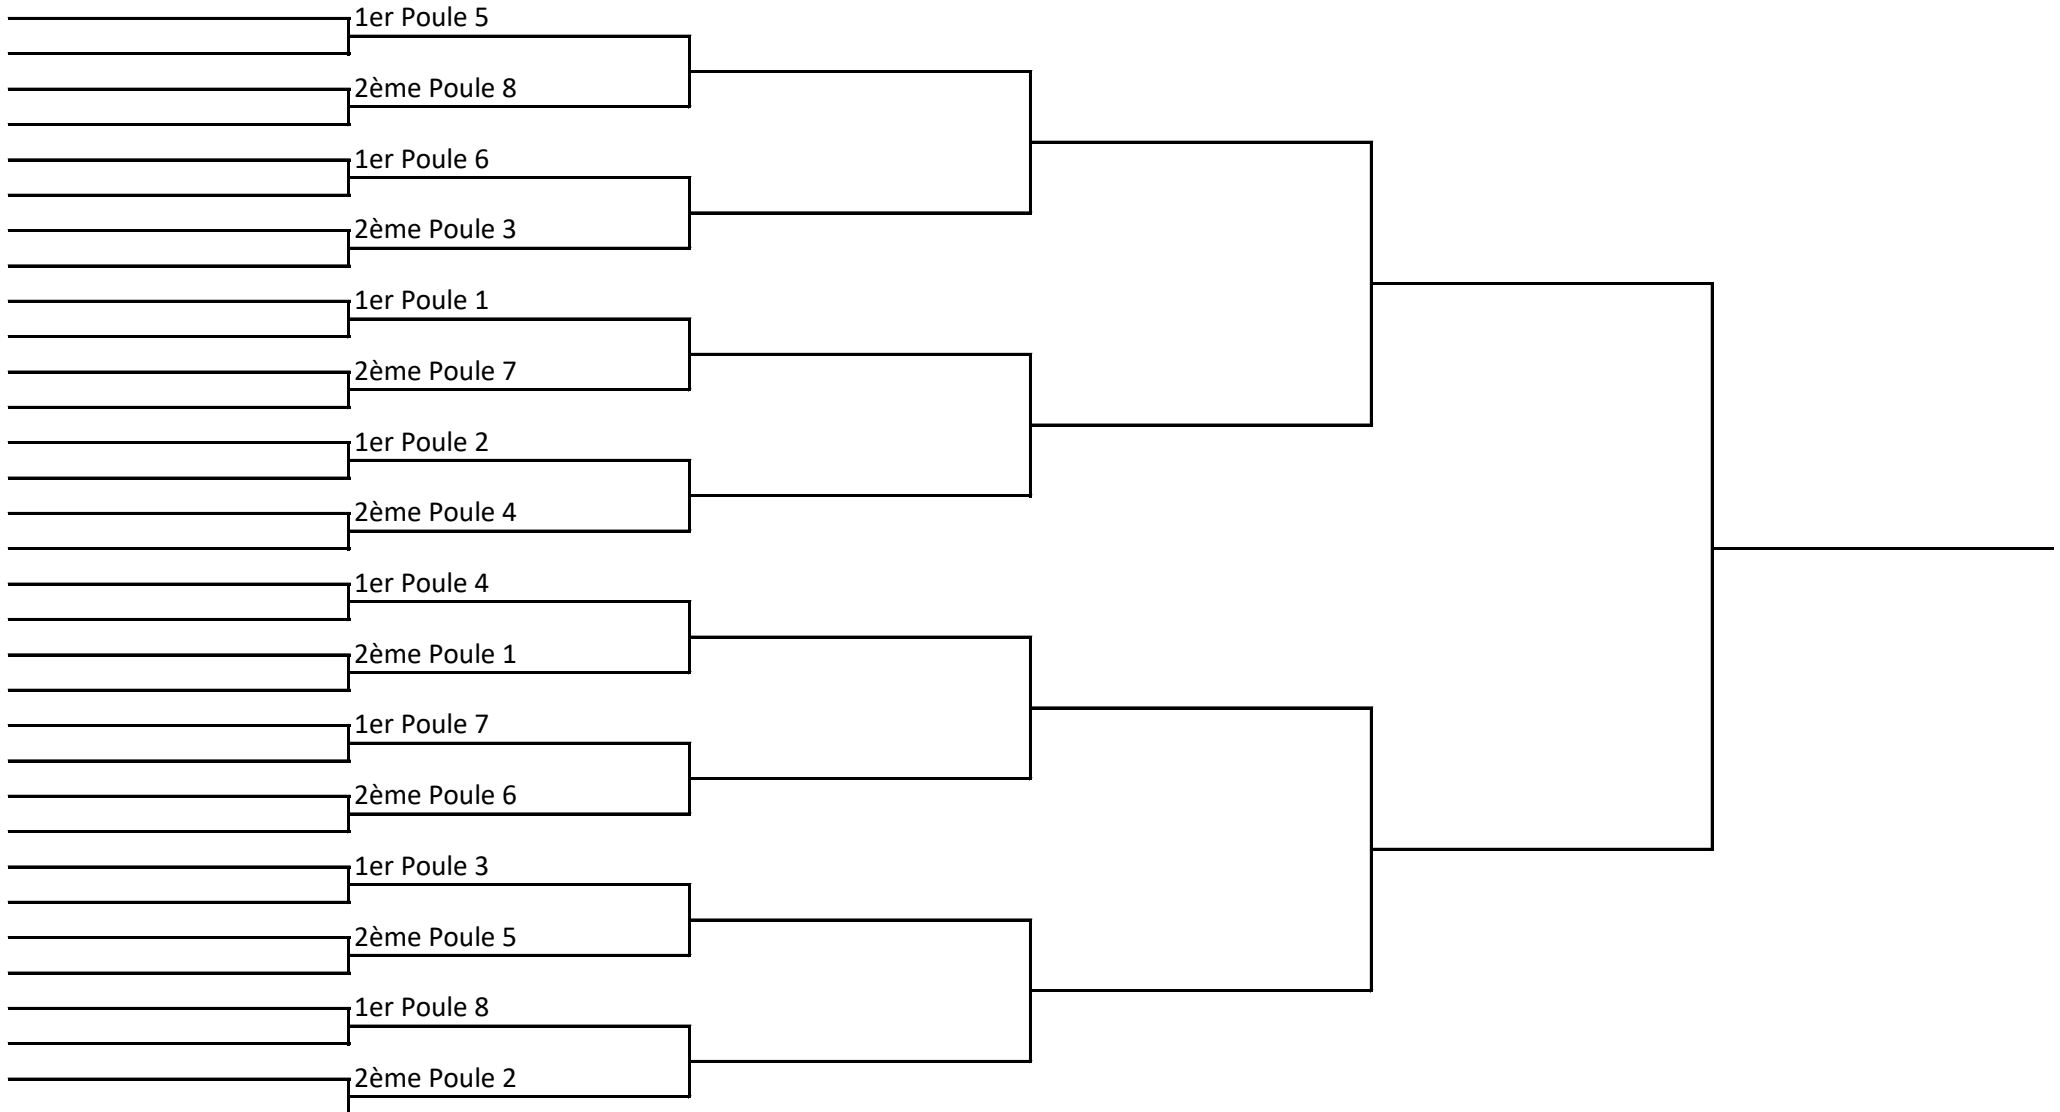 1er Poule 5
2ème Poule 8
1er Poule 6
2ème Poule 3
1er Poule 1
2ème Poule 7
1er Poule 2
2ème Poule 4
1er Poule 4
2ème Poule 1
1er Poule 7
2ème Poule 6
1er Poule 3
2ème Poule 5
1er Poule 8
2ème Poule 2